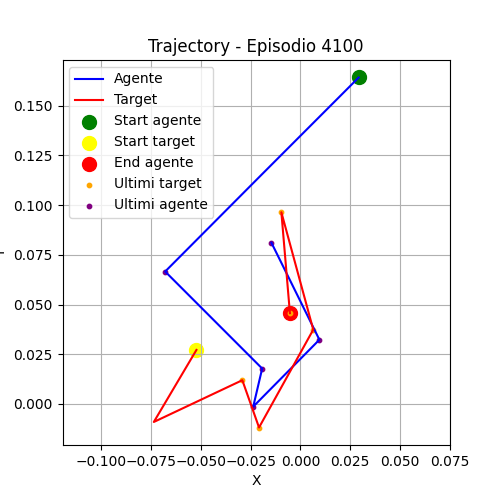 Trajectory - Episodio 4100
Agente
Target
Start agente
Start target
End agente
Ultimi target
Ultimi agente
0.150
0.125
0.100
0.075
0.050
0.025
0.000
−0.100
−0.075
−0.050
−0.025
0.000
0.025
0.050
0.075
X